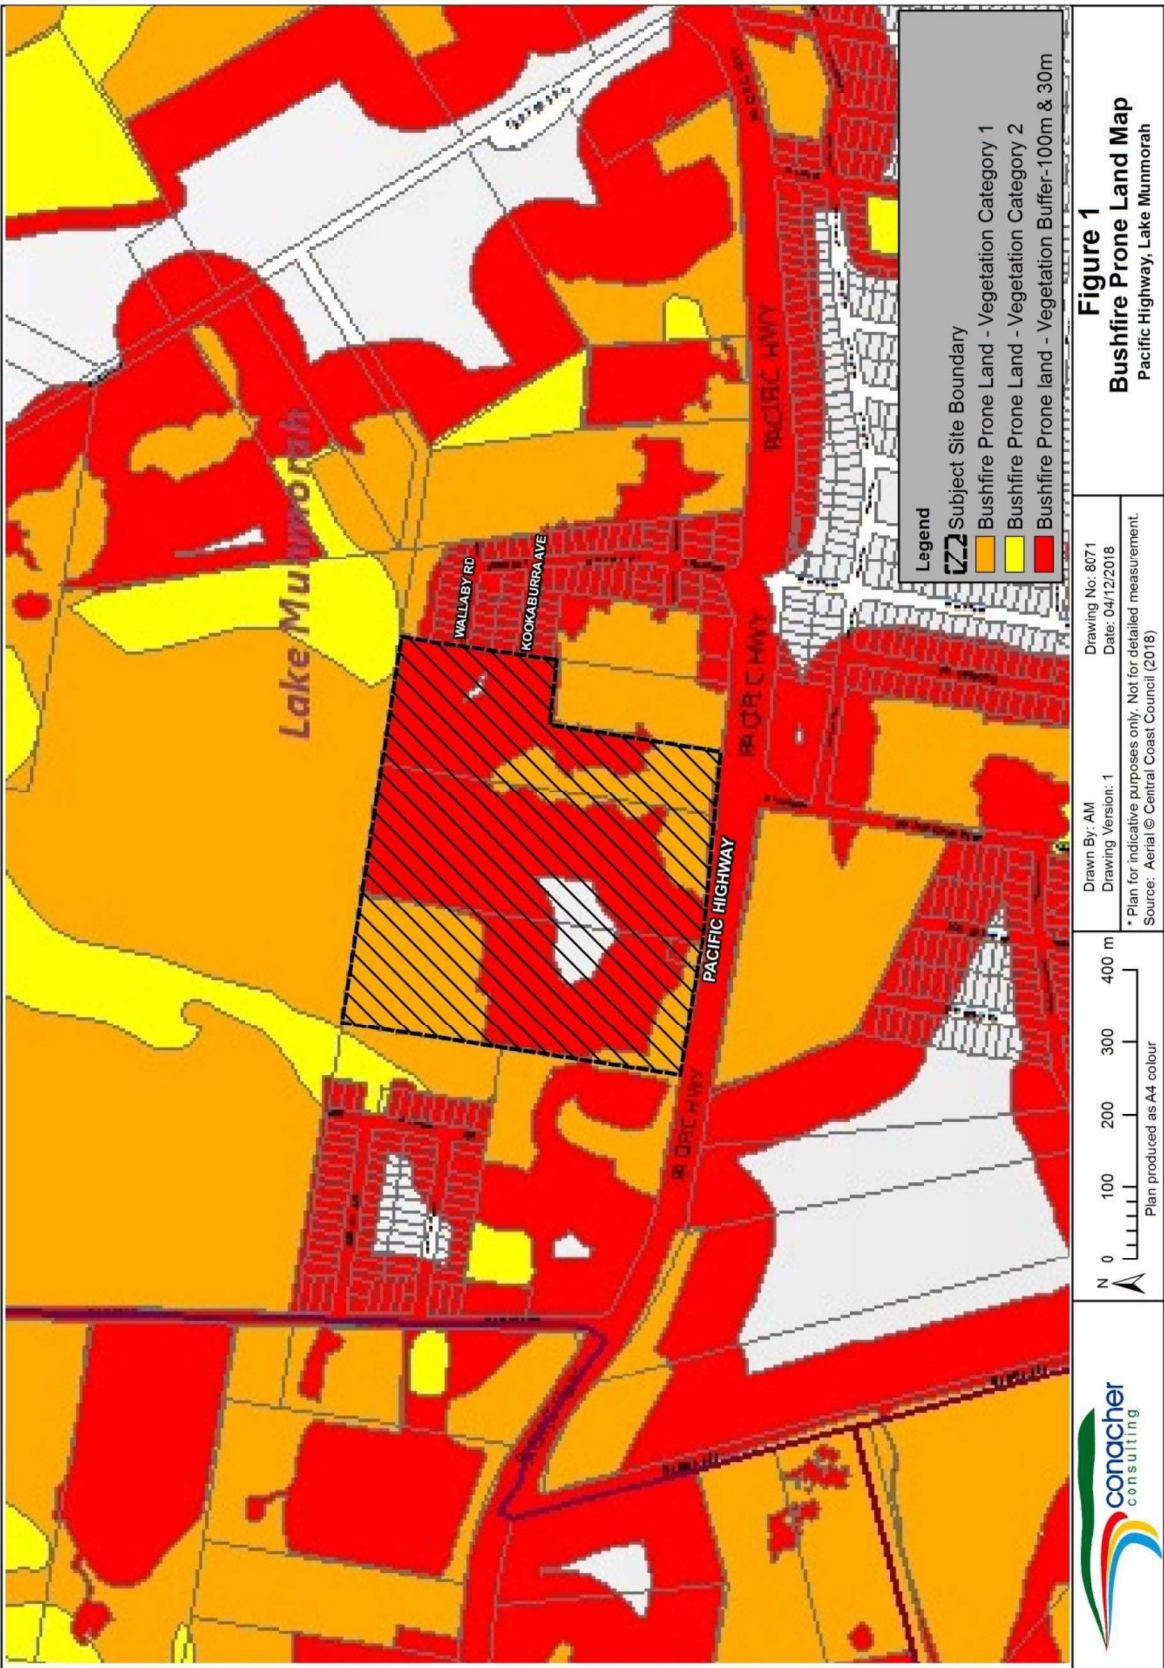 Lake Munmorah
WALLABY RD
KOOKABURRA AVE
PACIFIC HWY
PACIFIC HWY
PACIFIC HIGHWAY
PACIFIC HWY
Legend
Subject Site Boundary
Bushfire Prone Land - Vegetation Category 1
Bushfire Prone Land - Vegetation Category 2
Bushfire Prone land - Vegetation Buffer-100m & 30m
conacher
consulting
N
0 100 200 300 400 m
Plan produced as A4 colour
Drawn By: AM
Drawing No: 8071
Drawing Version: 1
Date: 04/12/2018
* Plan for indicative purposes only. Not for detailed measurement.
Source: Aerial © Central Coast Council (2018)
Figure 1
Bushfire Prone Land Map
Pacific Highway, Lake Munmorah